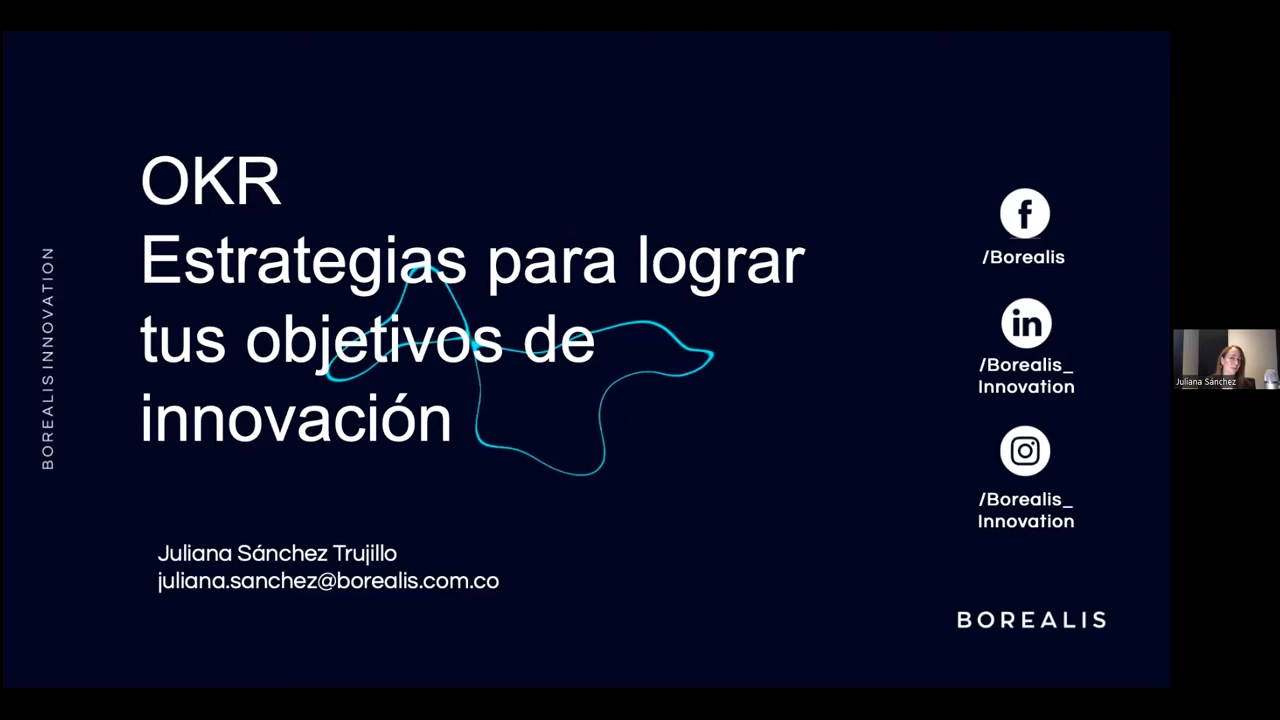 BOREALIS INNOVATION
OKR
Estrategias para lograr
tus objetivos de
innovación
Juliana Sánchez Trujillo
juliana.sanchez@borealis.com.co
/Borealis
/Borealis_
Innovation
/Borealis_
Innovation
BOREALIS
Juliana Sánchez